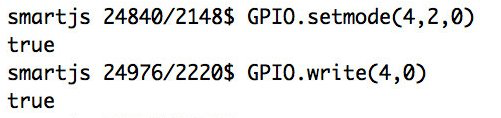 smartjs 24840/2148$ GPIO.setmode(4,2,0)
true
smartjs 24976/2220$ GPIO.write(4,0)
true